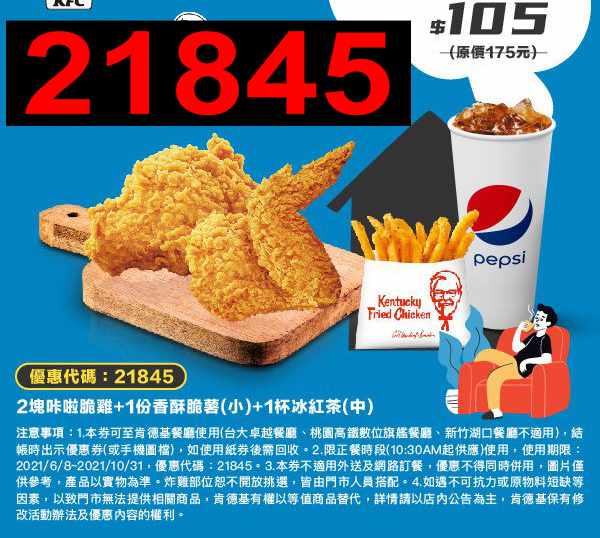 KFC
$105
(原價175元)
21845
pepsi
Kentucky
Fried Chicken
優惠代碼：21845
2塊咔啦脆雞+1份香酥脆薯(小)+1杯冰紅茶(中)
注意事項：1.本券可至肯德基餐廳使用(台大卓越餐廳、桃園高鐵數位旗艦餐廳、新竹湖口餐廳不適用)，結
帳時出示優惠券(或手機圖檔)，如使用紙券後需回收。2.限正餐時段(10:30AM起供應)使用，使用期限：
2021/6/8~2021/10/31，優惠代碼：21845。3.本券不適用外送及網路訂餐，優惠不得同時併用，圖片僅
供參考，產品以實物為準。炸雞部位恕不開放挑選，皆由門市人員搭配。4.如遇不可抗力或原物料短缺等
因素，以致門市無法提供相關商品，肯德基有權以等值商品替代，詳情請以店內公告為主，肯德基保有修
改活動辦法及優惠內容的權利。